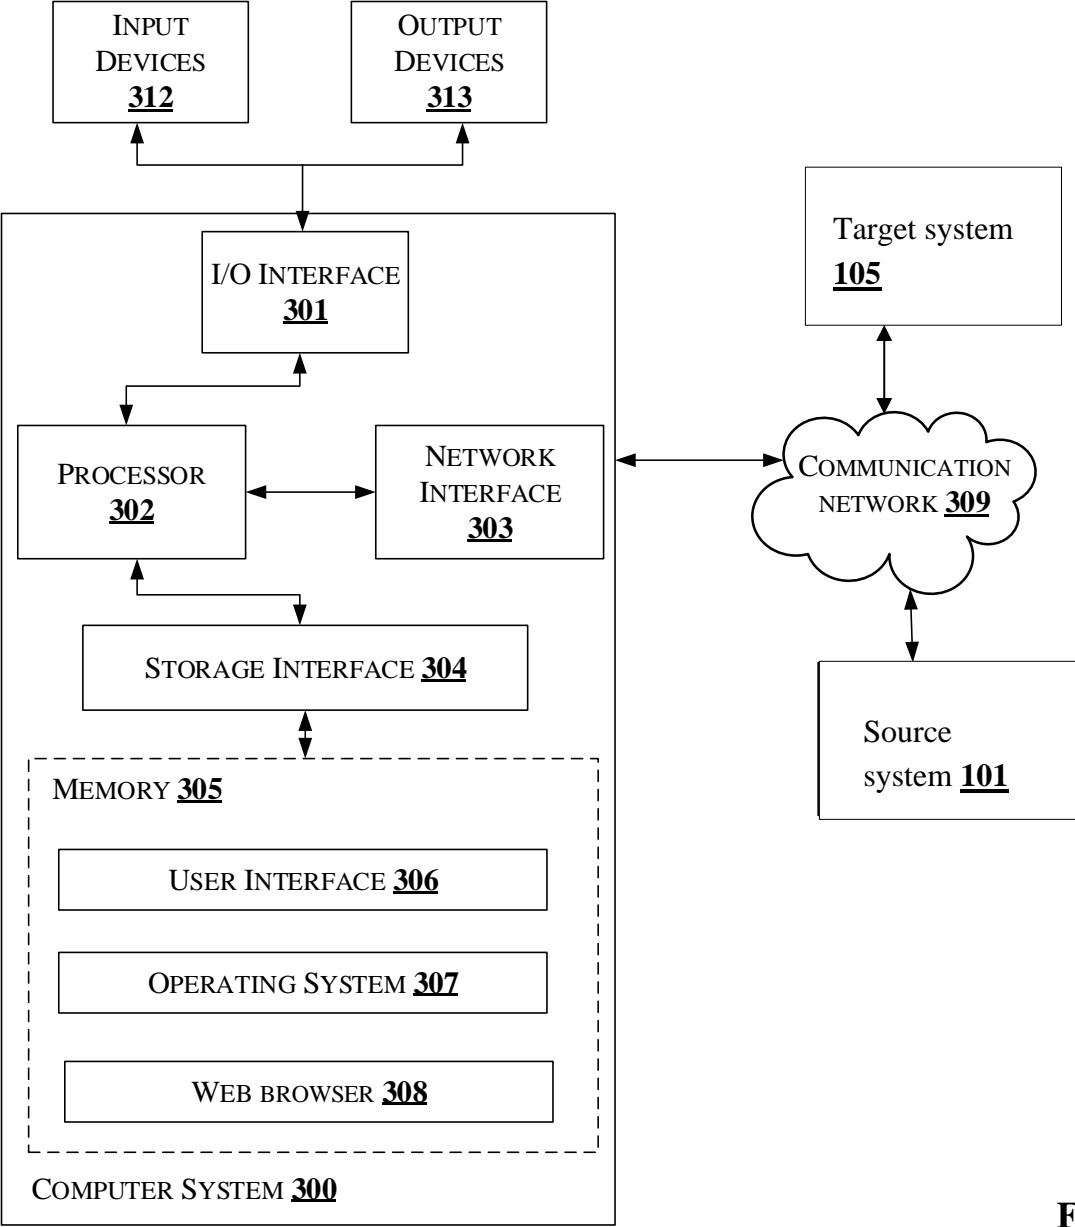 INPUT
DEVICES
312
OUTPUT
DEVICES
313
I/O INTERFACE
301
PROCESSOR
302
NETWORK
INTERFACE
303
STORAGE INTERFACE 304
MEMORY 305
USER INTERFACE 306
OPERATING SYSTEM 307
WEB BROWSER 308
COMPUTER SYSTEM 300
Target system
105
COMMUNICATION
NETWORK 309
Source
system 101
F